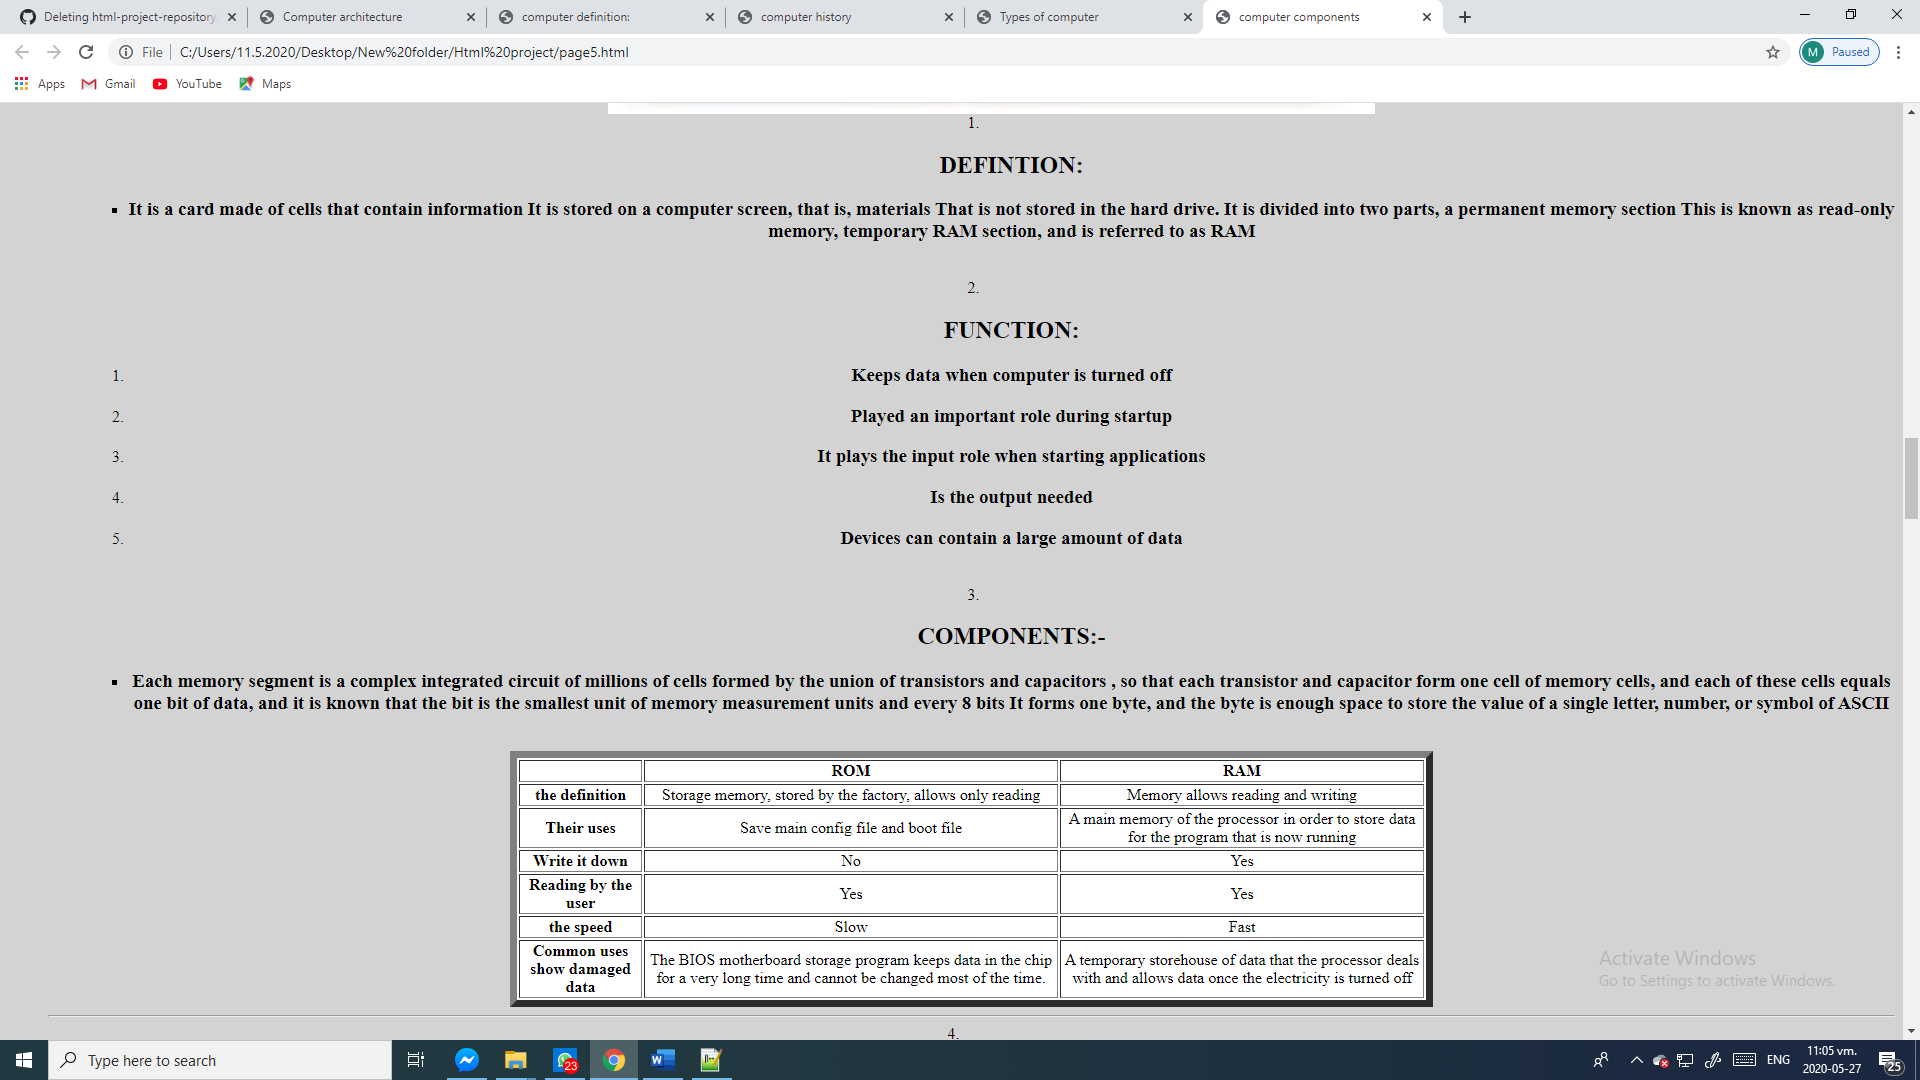 Deleting html-project-repository
Computer architecture
computer definition:
computer history
Types of computer
computer components
File
C:/Users/11.5.2020/Desktop/New%20folder/Html%20project/page5.html
M Paused
Apps
Gmail
YouTube
Maps
1.
DEFINTION:
▪ It is a card made of cells that contain information It is stored on a computer screen, that is, materials That is not stored in the hard drive. It is divided into two parts, a permanent memory section This is known as read-only
memory, temporary RAM section, and is referred to as RAM
2.
FUNCTION:
1. Keeps data when computer is turned off
2. Played an important role during startup
3. It plays the input role when starting applications
4. Is the output needed
5. Devices can contain a large amount of data
3.
COMPONENTS:-
▪ Each memory segment is a complex integrated circuit of millions of cells formed by the union of transistors and capacitors , so that each transistor and capacitor form one cell of memory cells, and each of these cells equals
one bit of data, and it is known that the bit is the smallest unit of memory measurement units and every 8 bits It forms one byte, and the byte is enough space to store the value of a single letter, number, or symbol of ASCII
ROM RAM
the definition Storage memory, stored by the factory, allows only reading Memory allows reading and writing
Their uses Save main config file and boot file A main memory of the processor in order to store data
for the program that is now running
Write it down No Yes
Reading by the
user Yes Yes
the speed Slow Fast
Common uses
show damaged
data
The BIOS motherboard storage program keeps data in the chip
for a very long time and cannot be changed most of the time.
A temporary storehouse of data that the processor deals
with and allows data once the electricity is turned off
4.
Activate Windows
Go to Settings to activate Windows.
Type here to search
23
ENG
11:05 vm.
2020-05-27
25